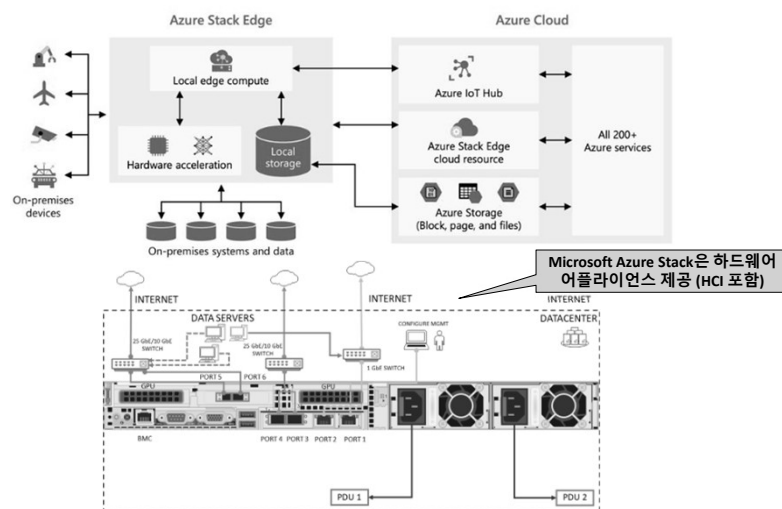 Azure Stack Edge
Azure Cloud
Local edge compute
Hardware acceleration
Local
storage
On-premises
devices
On-premises systems and data
Azure IoT Hub
Azure Stack Edge
cloud resource
Azure Storage
(Block, page, and files)
All 200+
Azure services
Microsoft Azure Stack은 하드웨어
어플라이언스 제공 (HCI 포함)
INTERNET
INTERNET
INTERNET
INTERNET
DATA SERVERS
CONFIGURE MGMT
DATACENTER
25 GbE/10 GbE
SWITCH
25 GbE/10 GbE
SWITCH
1 GbE SWITCH
PORT 5
PORT 6
GPU
GPU
BMC
PORT 4
PORT 3
PORT 2
PORT 1
PDU 1
PDU 2